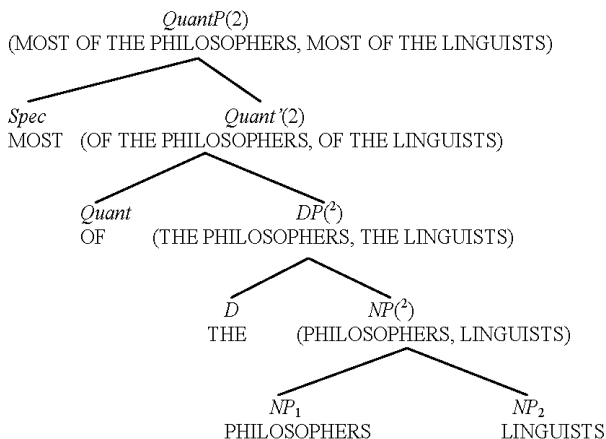 QuantP(2)
(MOST OF THE PHILOSOPHERS, MOST OF THE LINGUISTS)
Spec Quant'(2)
MOST (OF THE PHILOSOPHERS, OF THE LINGUISTS)
Quant DP(²)
OF (THE PHILOSOPHERS, THE LINGUISTS)
D NP(²)
THE (PHILOSOPHERS, LINGUISTS)
NP₁ NP₂
PHILOSOPHERS LINGUISTS